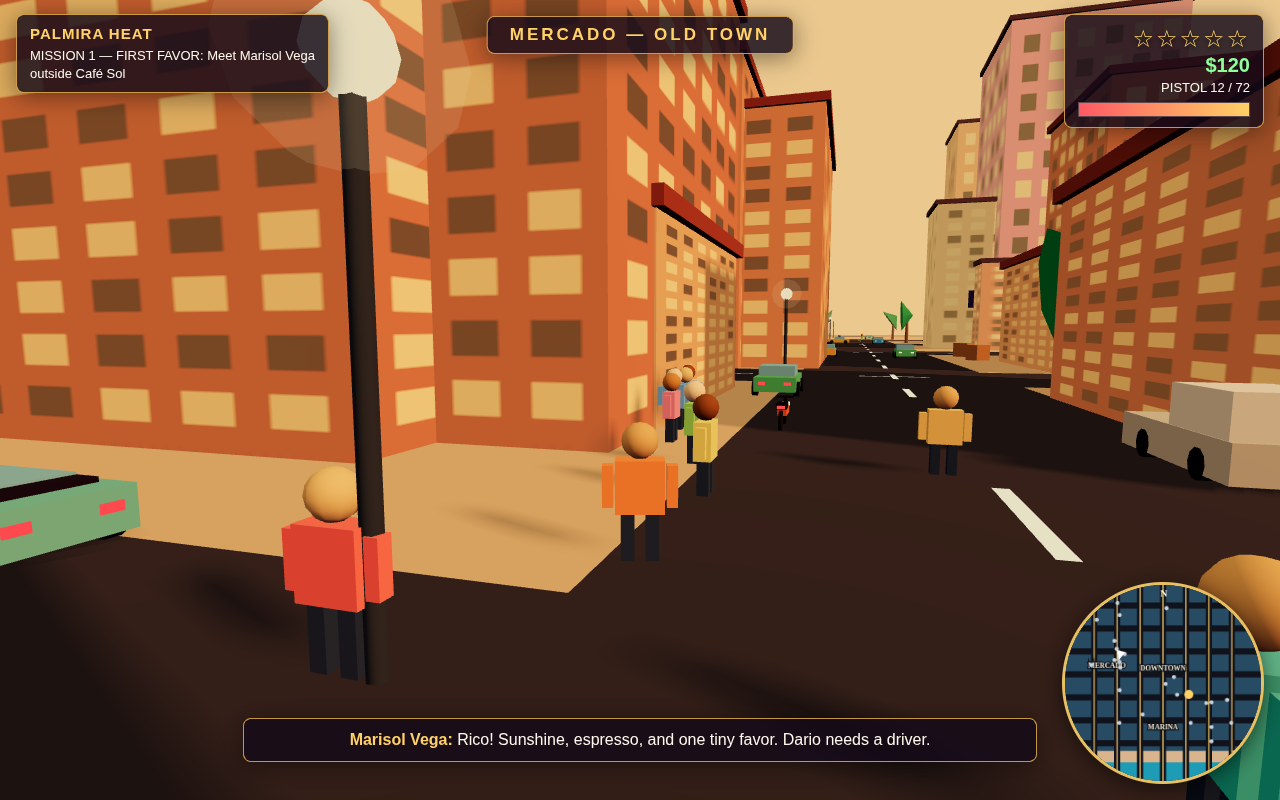 PALMIRA HEAT
MISSION 1 — FIRST FAVOR: Meet Marisol Vega
outside Café Sol
MERCADO — OLD TOWN
☆☆☆☆☆
$120
PISTOL 12 / 72
N
MERCADO
DOWNTOWN
MARINA
Marisol Vega: Rico! Sunshine, espresso, and one tiny favor. Dario needs a driver.